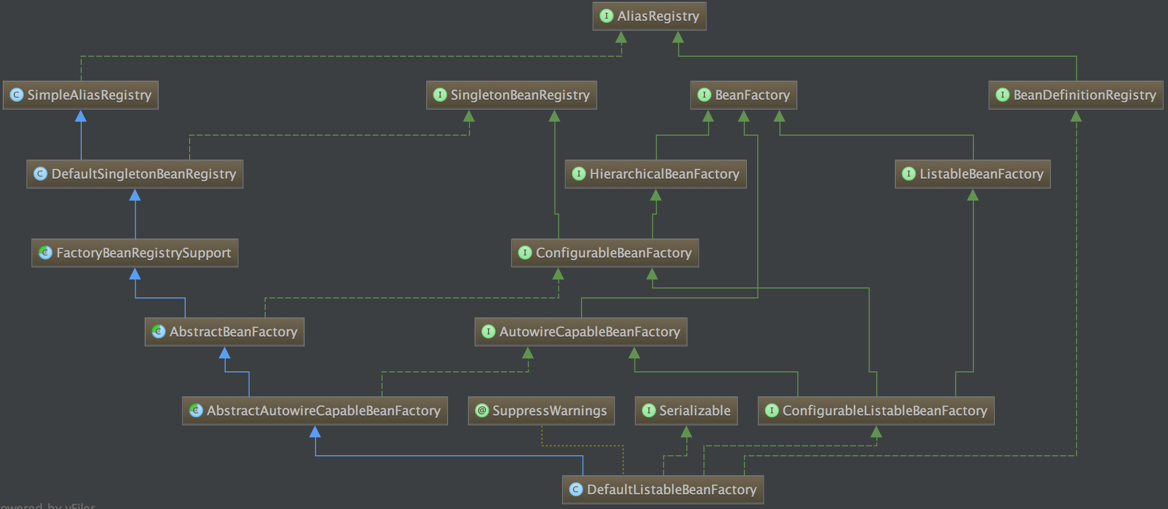 I AliasRegistry
C SimpleAliasRegistry
I SingletonBeanRegistry
I BeanFactory
I BeanDefinitionRegistry
C DefaultSingletonBeanRegistry
I HierarchicalBeanFactory
I ListableBeanFactory
C FactoryBeanRegistrySupport
I ConfigurableBeanFactory
C AbstractBeanFactory
I AutowireCapableBeanFactory
C AbstractAutowireCapableBeanFactory
@ SuppressWarnings
I Serializable
I ConfigurableListableBeanFactory
C DefaultListableBeanFactory
owered by yFiles